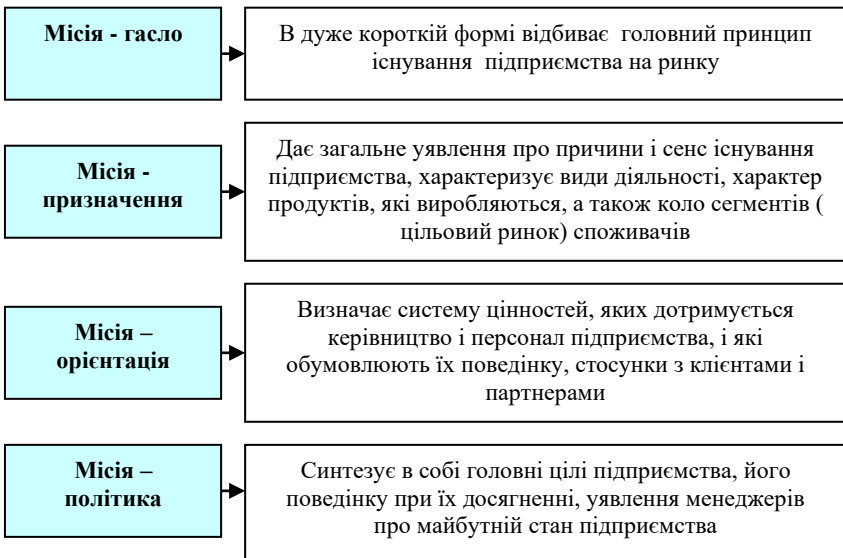 Місія - гасло
В дуже короткій формі відбиває головний принцип
існування підприємства на ринку
Місія -
призначення
Дає загальне уявлення про причини і сенс існування
підприємства, характеризує види діяльності, характер
продуктів, які виробляються, а також коло сегментів (
цільовий ринок) споживачів
Місія –
орієнтація
Визначає систему цінностей, яких дотримується
керівництво і персонал підприємства, і які
обумовлюють їх поведінку, стосунки з клієнтами і
партнерами
Місія –
політика
Синтезує в собі головні цілі підприємства, його
поведінку при їх досягненні, уявлення менеджерів
про майбутній стан підприємства